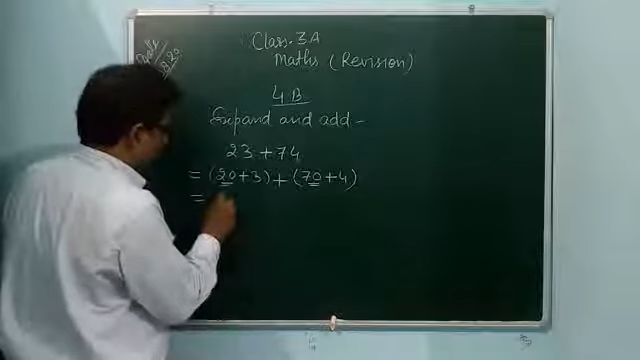 Class. 3.A
Maths (Revision)
4.B
Expand and add -
23 + 74
= (20+3) + (70+4)
=